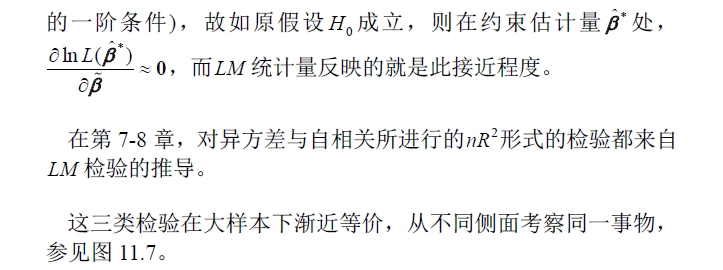 的一阶条件)，故如原假设 $H_0$ 成立，则在约束估计量 $\hat{\boldsymbol{\beta}}^*$ 处，
$\dfrac{\partial \ln L(\hat{\boldsymbol{\beta}}^*)}{\partial \tilde{\boldsymbol{\beta}}} \approx \mathbf{0}$，而 $LM$ 统计量反映的就是此接近程度。
在第 7-8 章，对异方差与自相关所进行的 $nR^2$ 形式的检验都来自
$LM$ 检验的推导。
这三类检验在大样本下渐近等价，从不同侧面考察同一事物，
参见图 11.7。